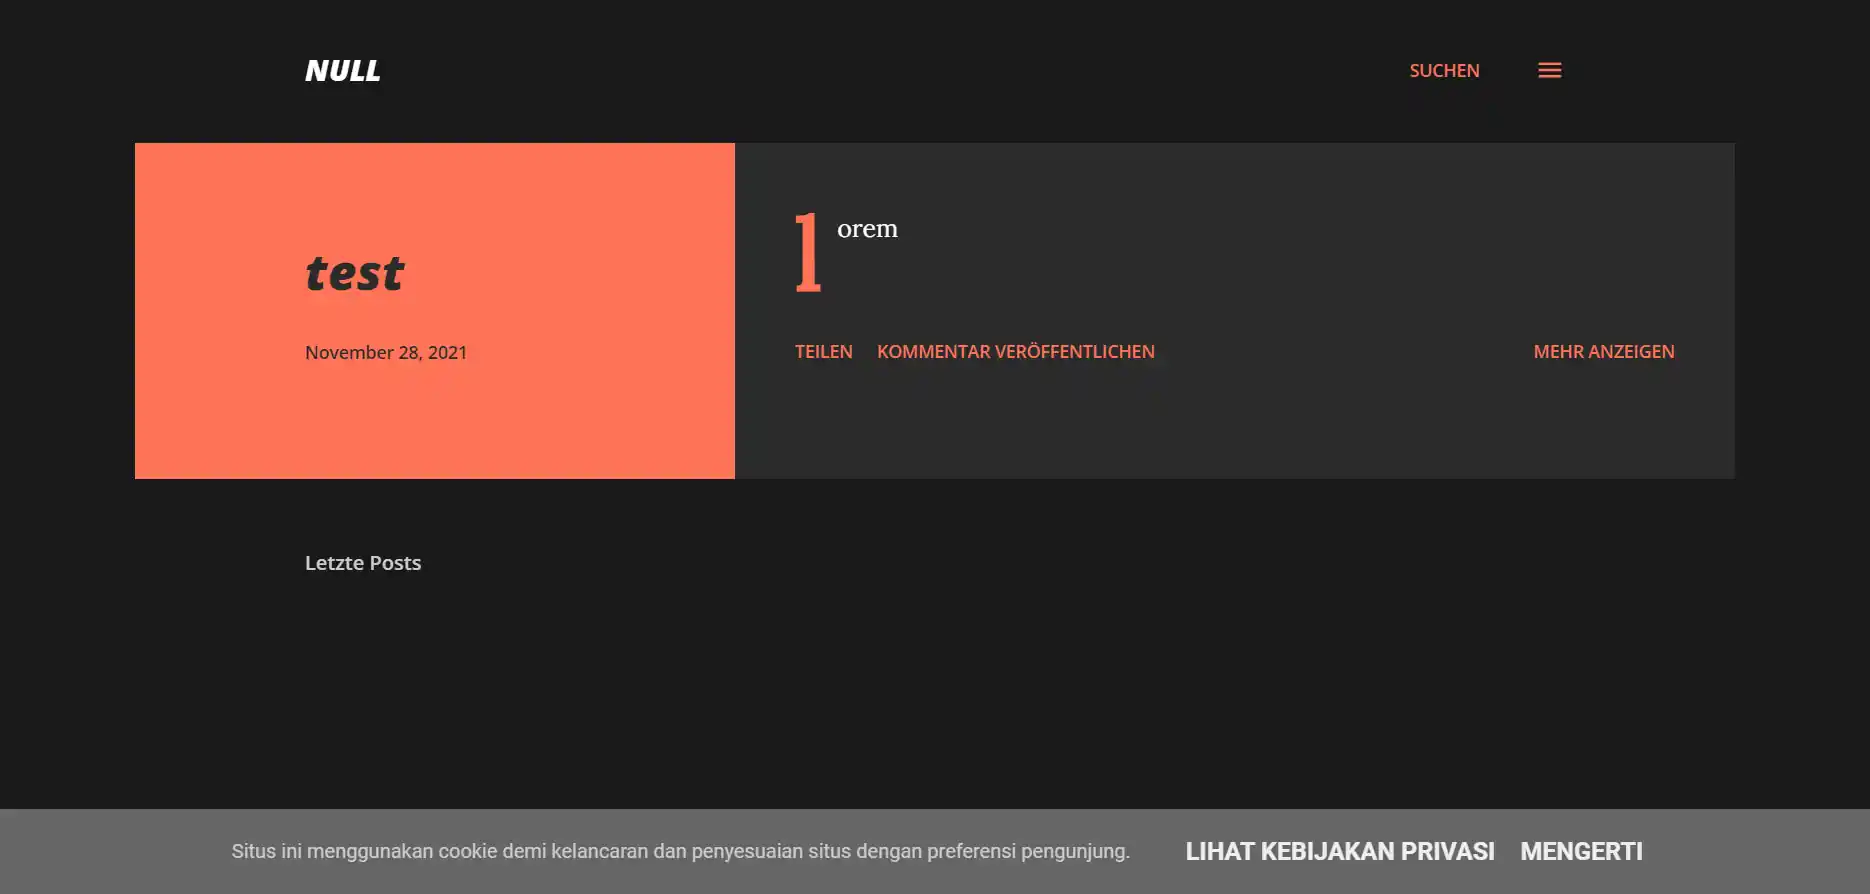 NULL
SUCHEN
test
November 28, 2021
lorem
TEILEN KOMMENTAR VERÖFFENTLICHEN MEHR ANZEIGEN
Letzte Posts
Situs ini menggunakan cookie demi kelancaran dan penyesuaian situs dengan preferensi pengunjung. LIHAT KEBIJAKAN PRIVASI MENGERTI